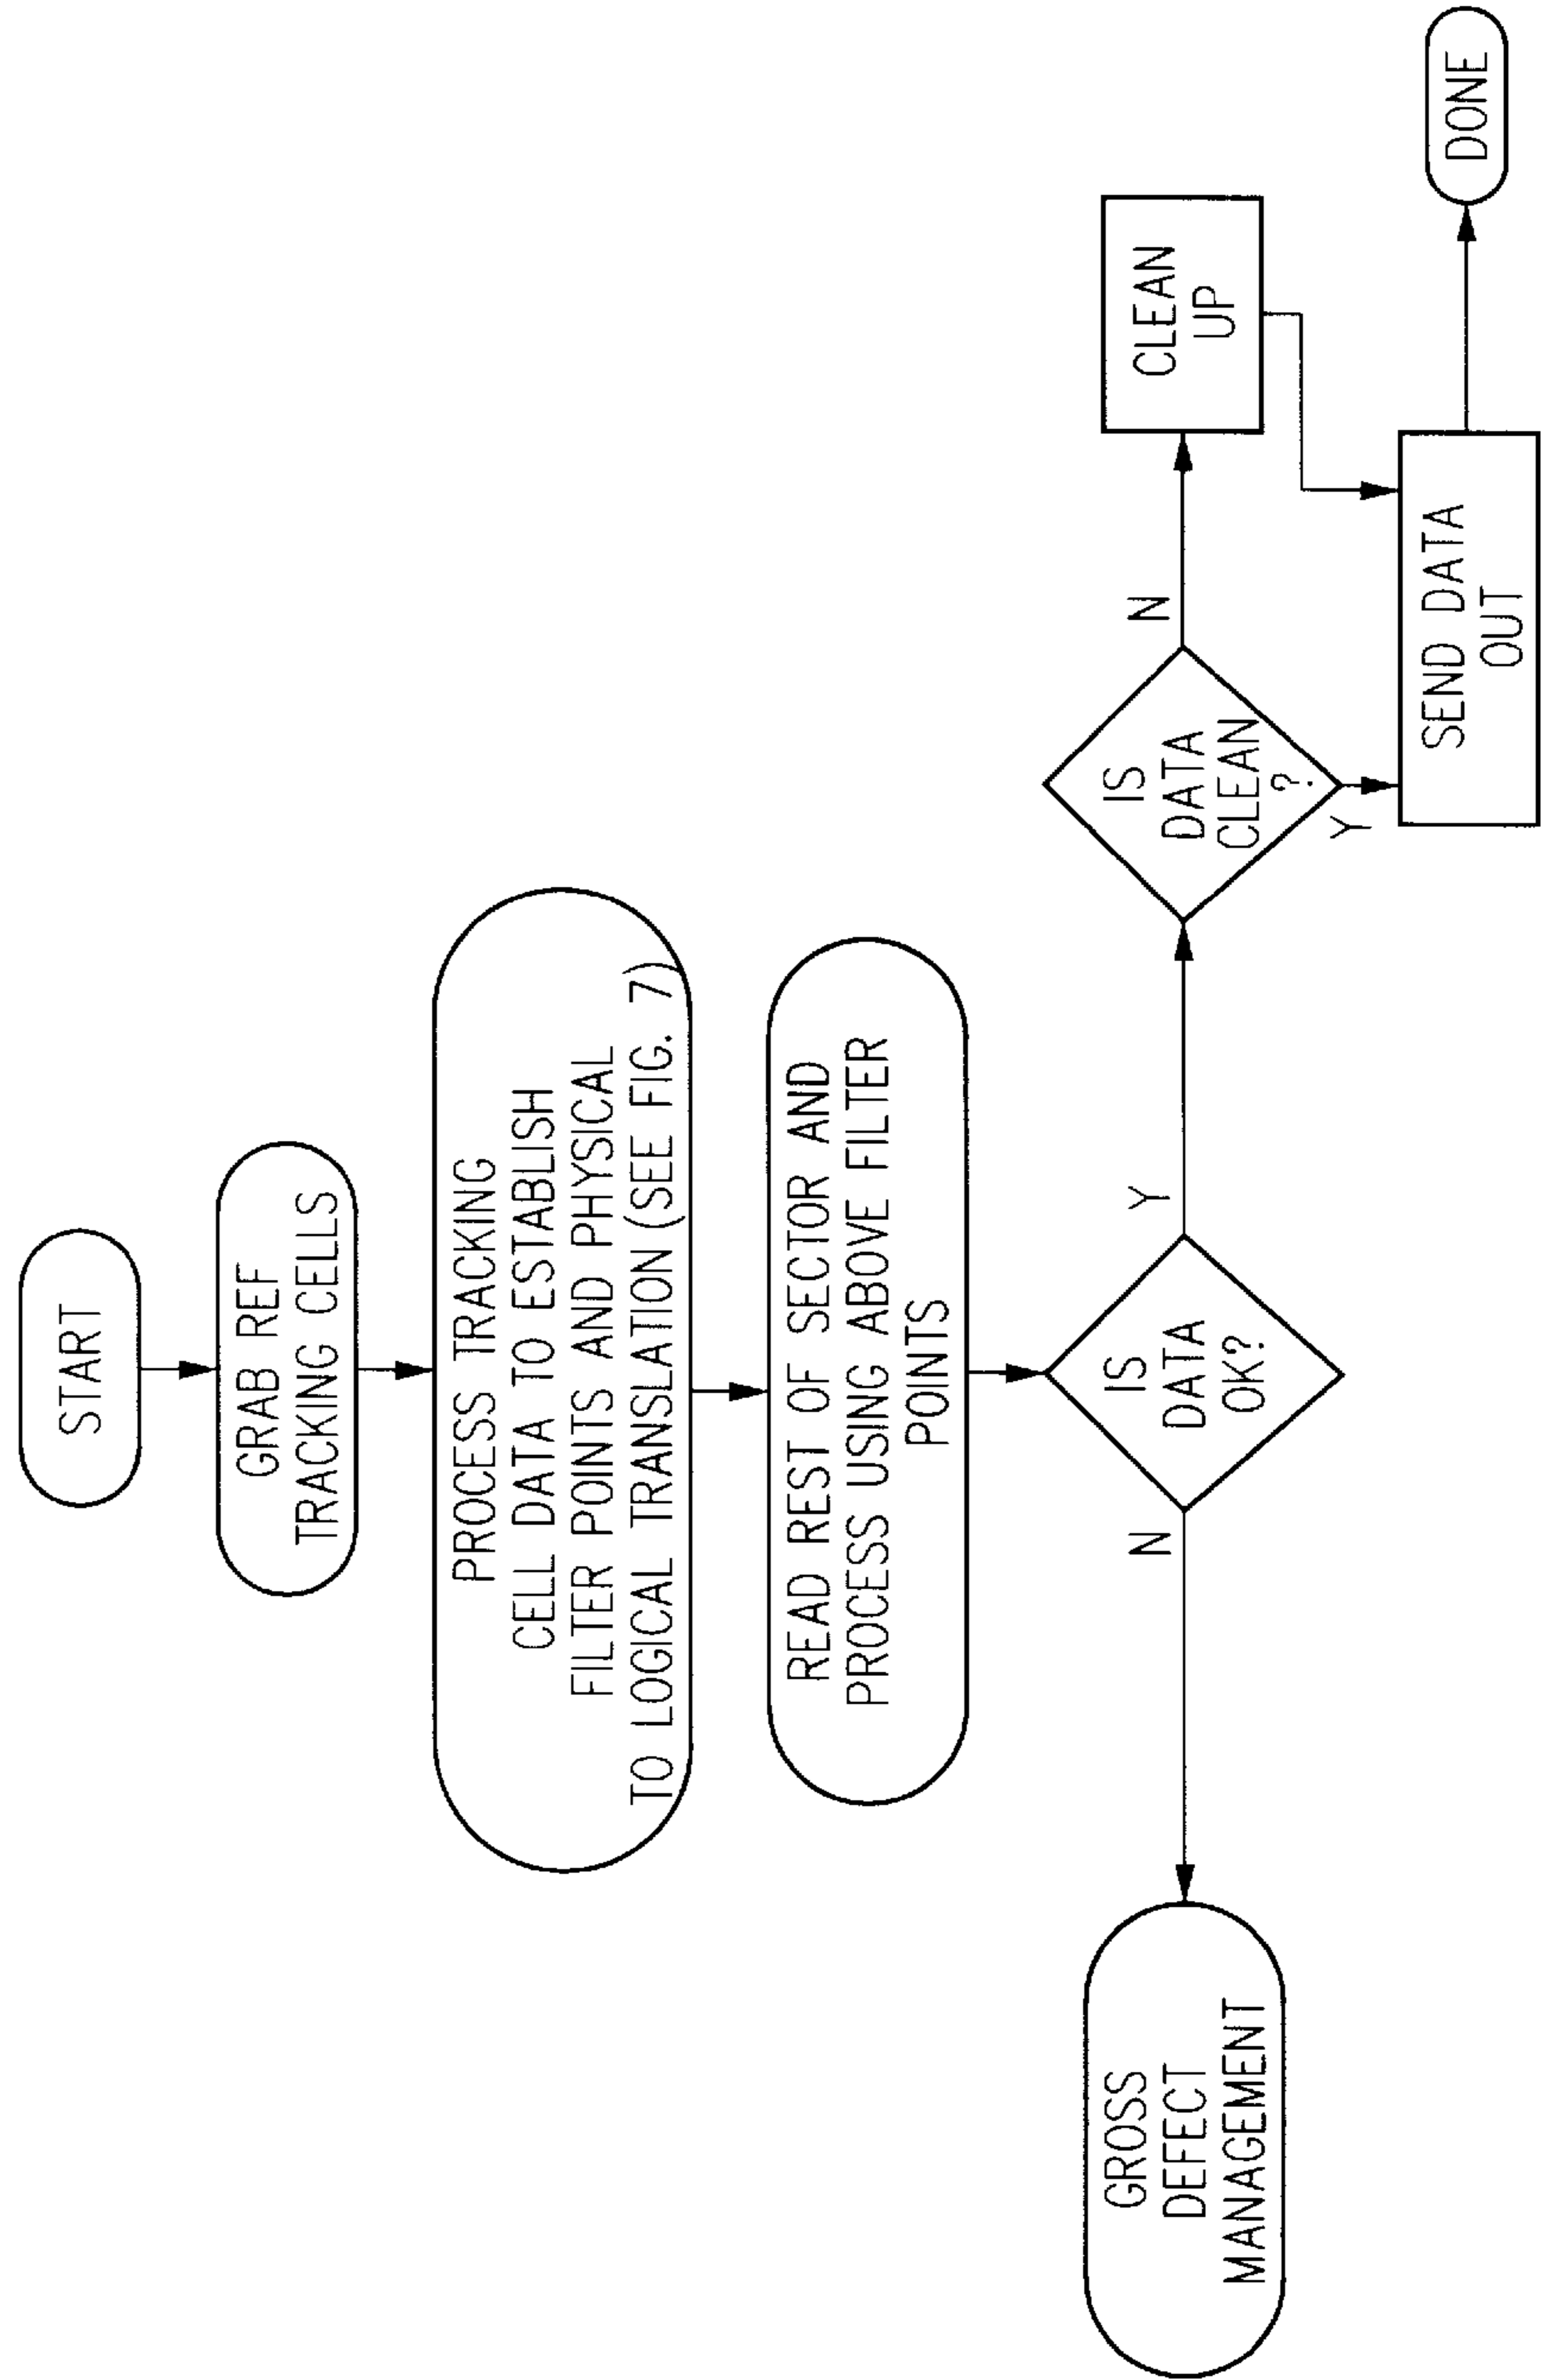 START
GRAB REF
TRACKING CELLS
PROCESS TRACKING
CELL DATA TO ESTABLISH
FILTER POINTS AND PHYSICAL
TO LOGICAL TRANSLATION (SEE FIG. 7)
READ REST OF SECTOR AND
PROCESS USING ABOVE FILTER
POINTS
IS
DATA
OK?
N
Y
GROSS
DEFECT
MANAGEMENT
IS
DATA
CLEAN
?
N
Y
CLEAN
UP
SEND DATA
OUT
DONE